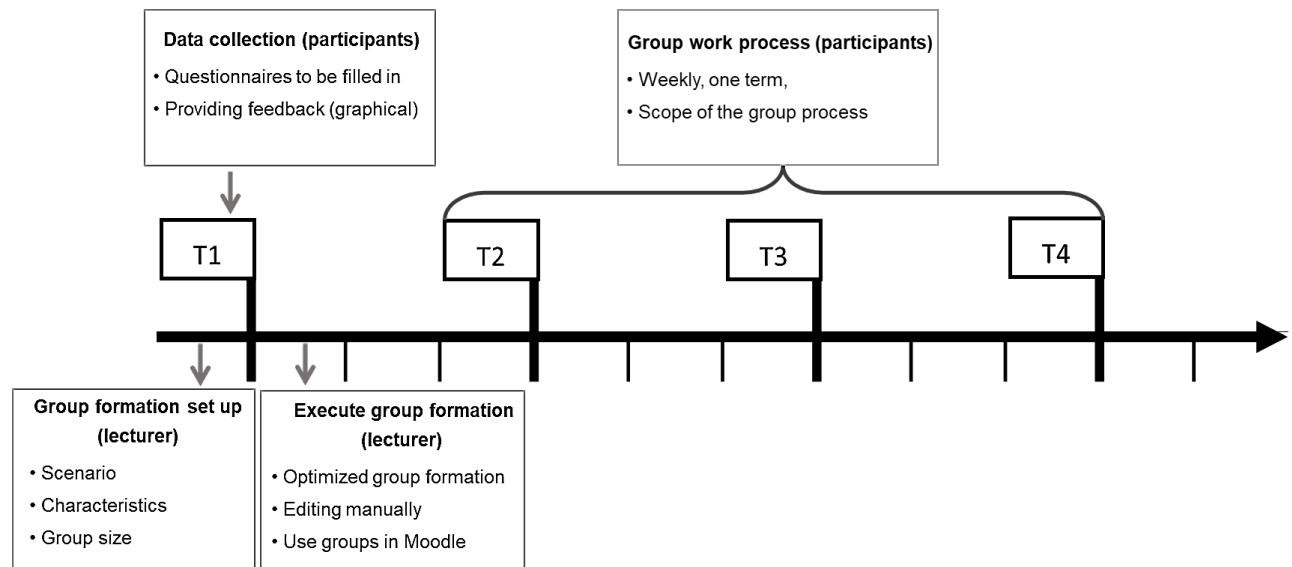 Data collection (participants)
• Questionnaires to be filled in
• Providing feedback (graphical)
Group work process (participants)
• Weekly, one term,
• Scope of the group process
T1
T2
T3
T4
Group formation set up
(lecturer)
• Scenario
• Characteristics
• Group size
Execute group formation
(lecturer)
• Optimized group formation
• Editing manually
• Use groups in Moodle